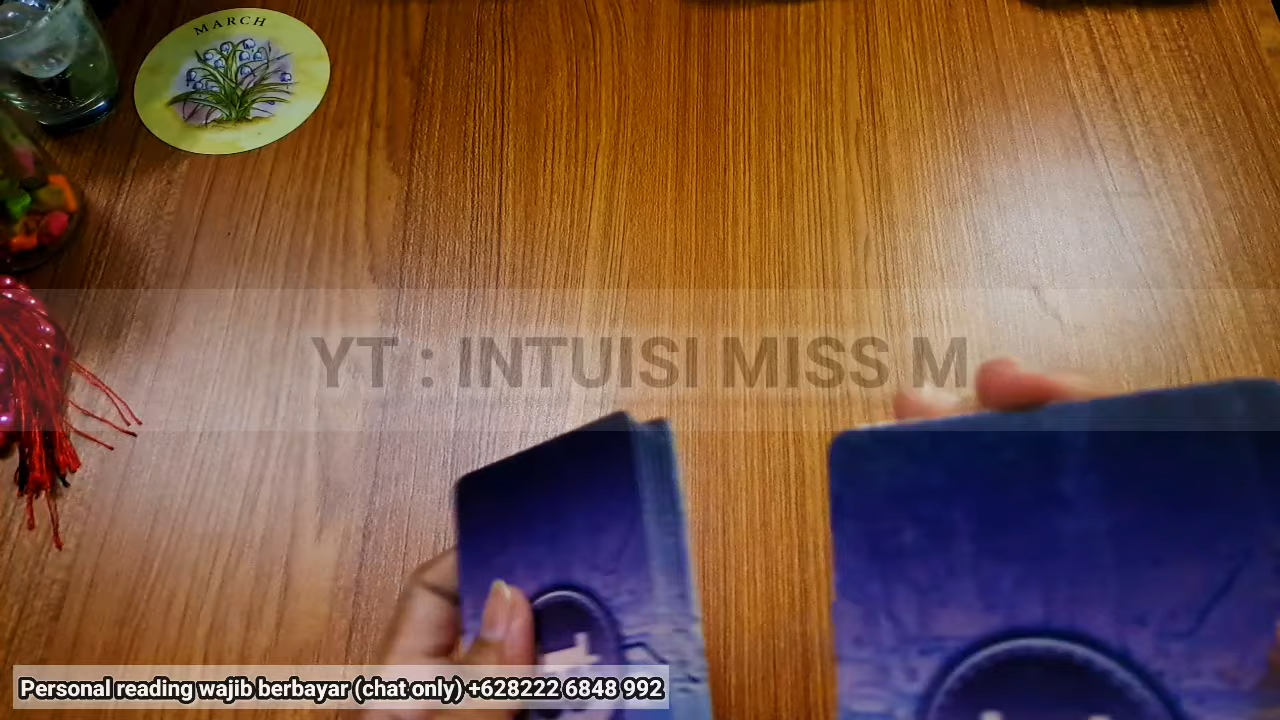 MARCH
YT : INTUISI MISS M
Personal reading wajib berbayar (chat only) +628222 6848 992